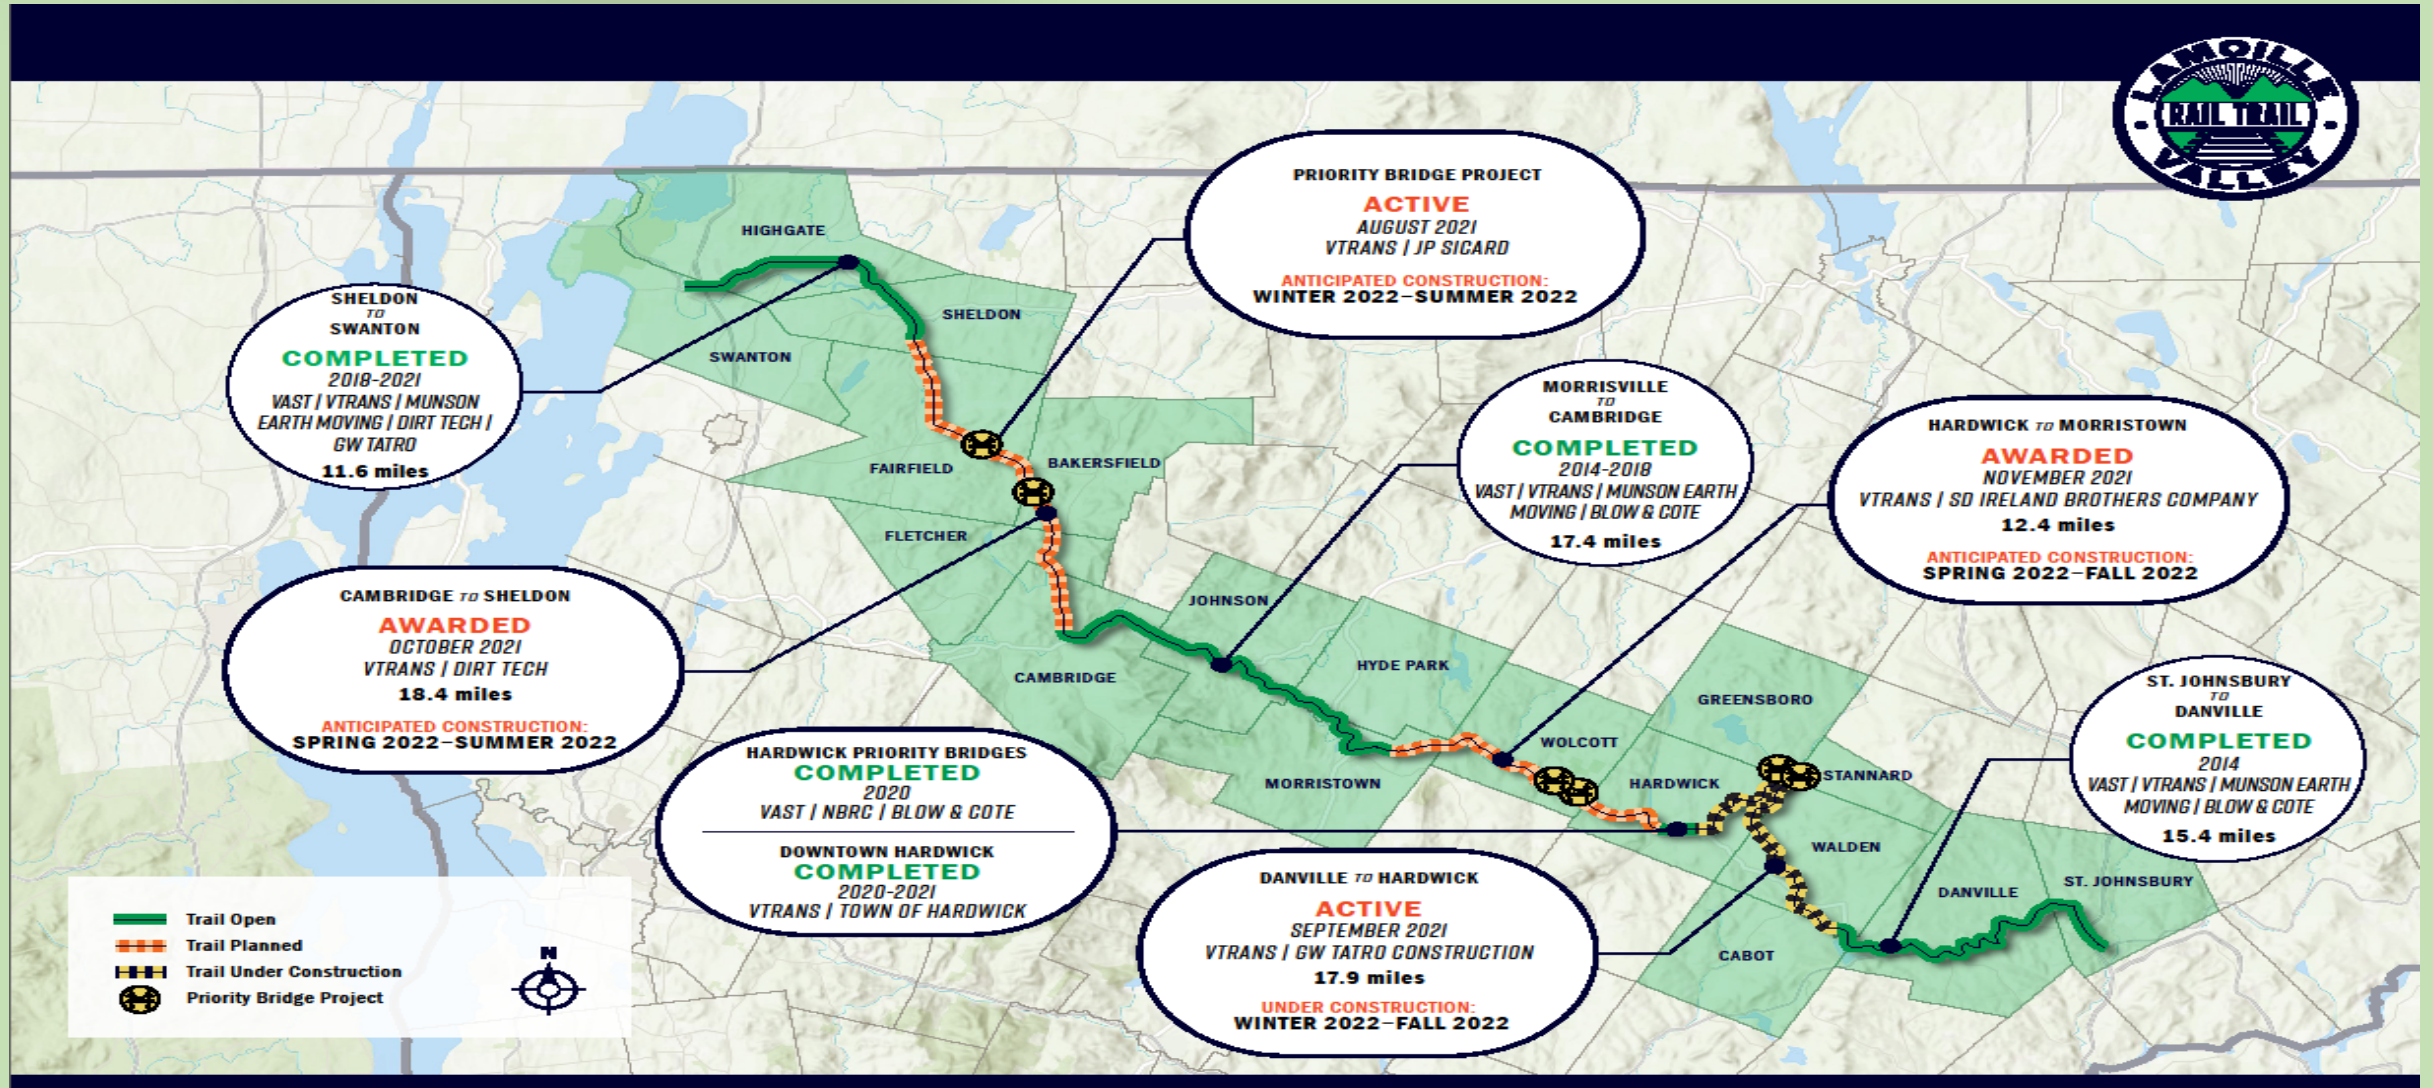 LAMOILLE
RAIL TRAIL
VALLEY
PRIORITY BRIDGE PROJECT
ACTIVE
AUGUST 2021
VTRANS | JP SICARD
ANTICIPATED CONSTRUCTION:
WINTER 2022–SUMMER 2022
HIGHGATE
SHELDON
SWANTON
FAIRFIELD
BAKERSFIELD
FLETCHER
CAMBRIDGE
JOHNSON
HYDE PARK
MORRISTOWN
WOLCOTT
HARDWICK
GREENSBORO
STANNARD
WALDEN
CABOT
DANVILLE
ST. JOHNSBURY
SHELDON
TO
SWANTON
COMPLETED
2018-2021
VAST | VTRANS | MUNSON
EARTH MOVING | DIRT TECH |
GW TATRO
11.6 miles
MORRISVILLE
TO
CAMBRIDGE
COMPLETED
2014-2018
VAST | VTRANS | MUNSON EARTH
MOVING | BLOW & COTE
17.4 miles
HARDWICK TO MORRISTOWN
AWARDED
NOVEMBER 2021
VTRANS | SD IRELAND BROTHERS COMPANY
12.4 miles
ANTICIPATED CONSTRUCTION:
SPRING 2022–FALL 2022
CAMBRIDGE TO SHELDON
AWARDED
OCTOBER 2021
VTRANS | DIRT TECH
18.4 miles
ANTICIPATED CONSTRUCTION:
SPRING 2022–SUMMER 2022
HARDWICK PRIORITY BRIDGES
COMPLETED
2020
VAST | NBRC | BLOW & COTE
DOWNTOWN HARDWICK
COMPLETED
2020-2021
VTRANS | TOWN OF HARDWICK
ST. JOHNSBURY
TO
DANVILLE
COMPLETED
2014
VAST | VTRANS | MUNSON EARTH
MOVING | BLOW & COTE
15.4 miles
DANVILLE TO HARDWICK
ACTIVE
SEPTEMBER 2021
VTRANS | GW TATRO CONSTRUCTION
17.9 miles
UNDER CONSTRUCTION:
WINTER 2022–FALL 2022
Trail Open
Trail Planned
Trail Under Construction
Priority Bridge Project
N